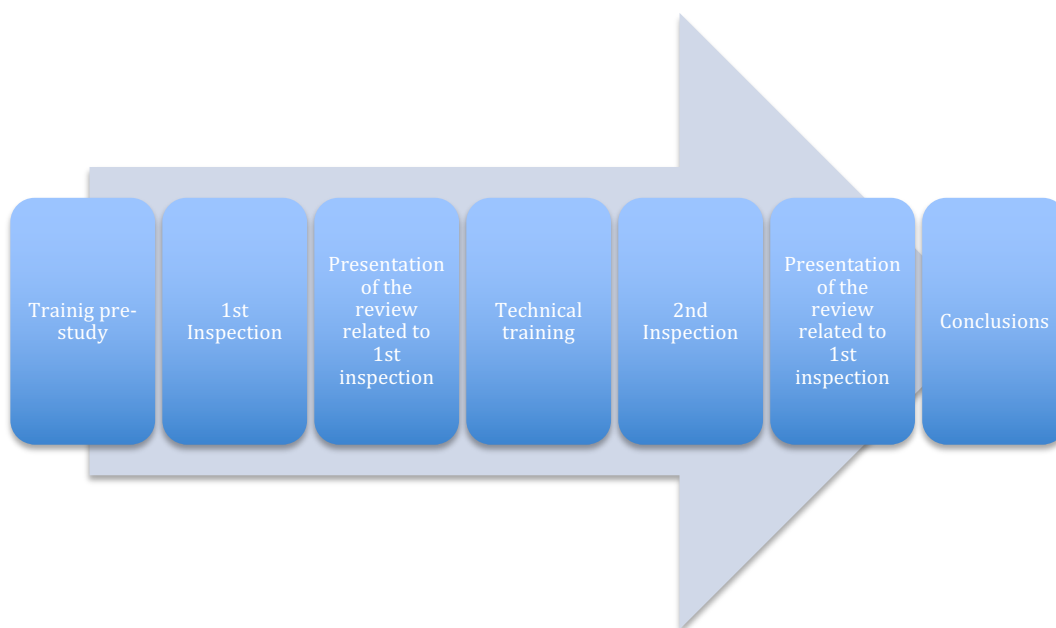 Trainig pre-
study
1st
Inspection
Presentation
of the
review
related to
1st
inspection
Technical
training
2nd
Inspection
Presentation
of the
review
related to
1st
inspection
Conclusions